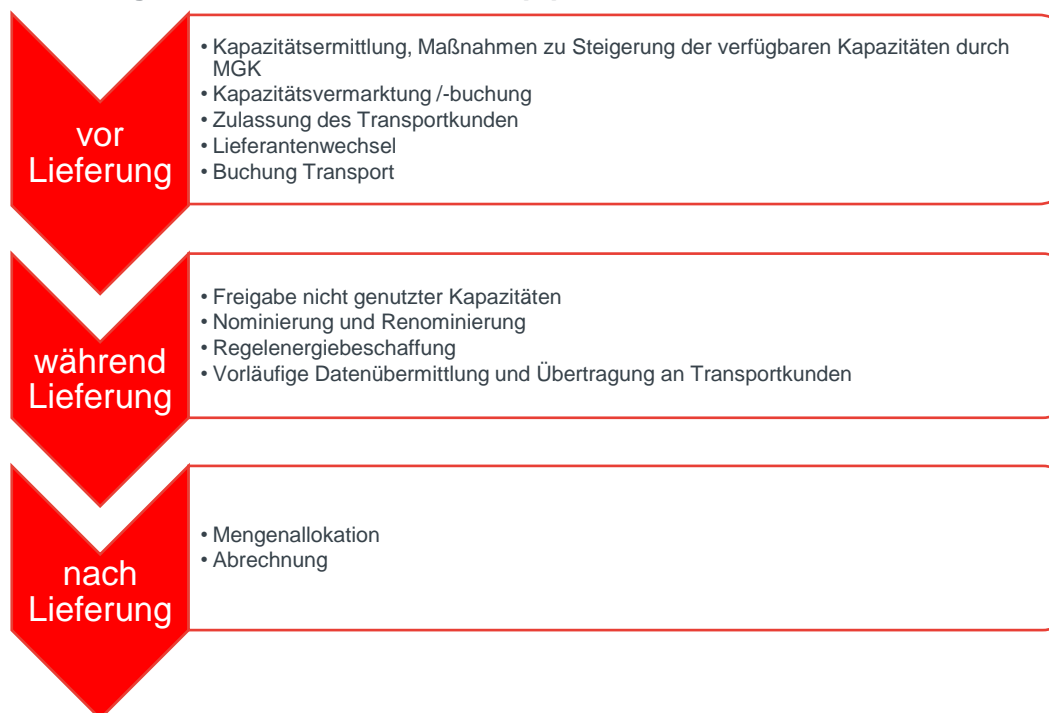 vor
Lieferung
• Kapazitätsermittlung, Maßnahmen zu Steigerung der verfügbaren Kapazitäten durch
MGK
• Kapazitätsvermarktung /-buchung
• Zulassung des Transportkunden
• Lieferantenwechsel
• Buchung Transport
während
Lieferung
• Freigabe nicht genutzter Kapazitäten
• Nominierung und Renominierung
• Regelenergiebeschaffung
• Vorläufige Datenübermittlung und Übertragung an Transportkunden
nach
Lieferung
• Mengenallokation
• Abrechnung